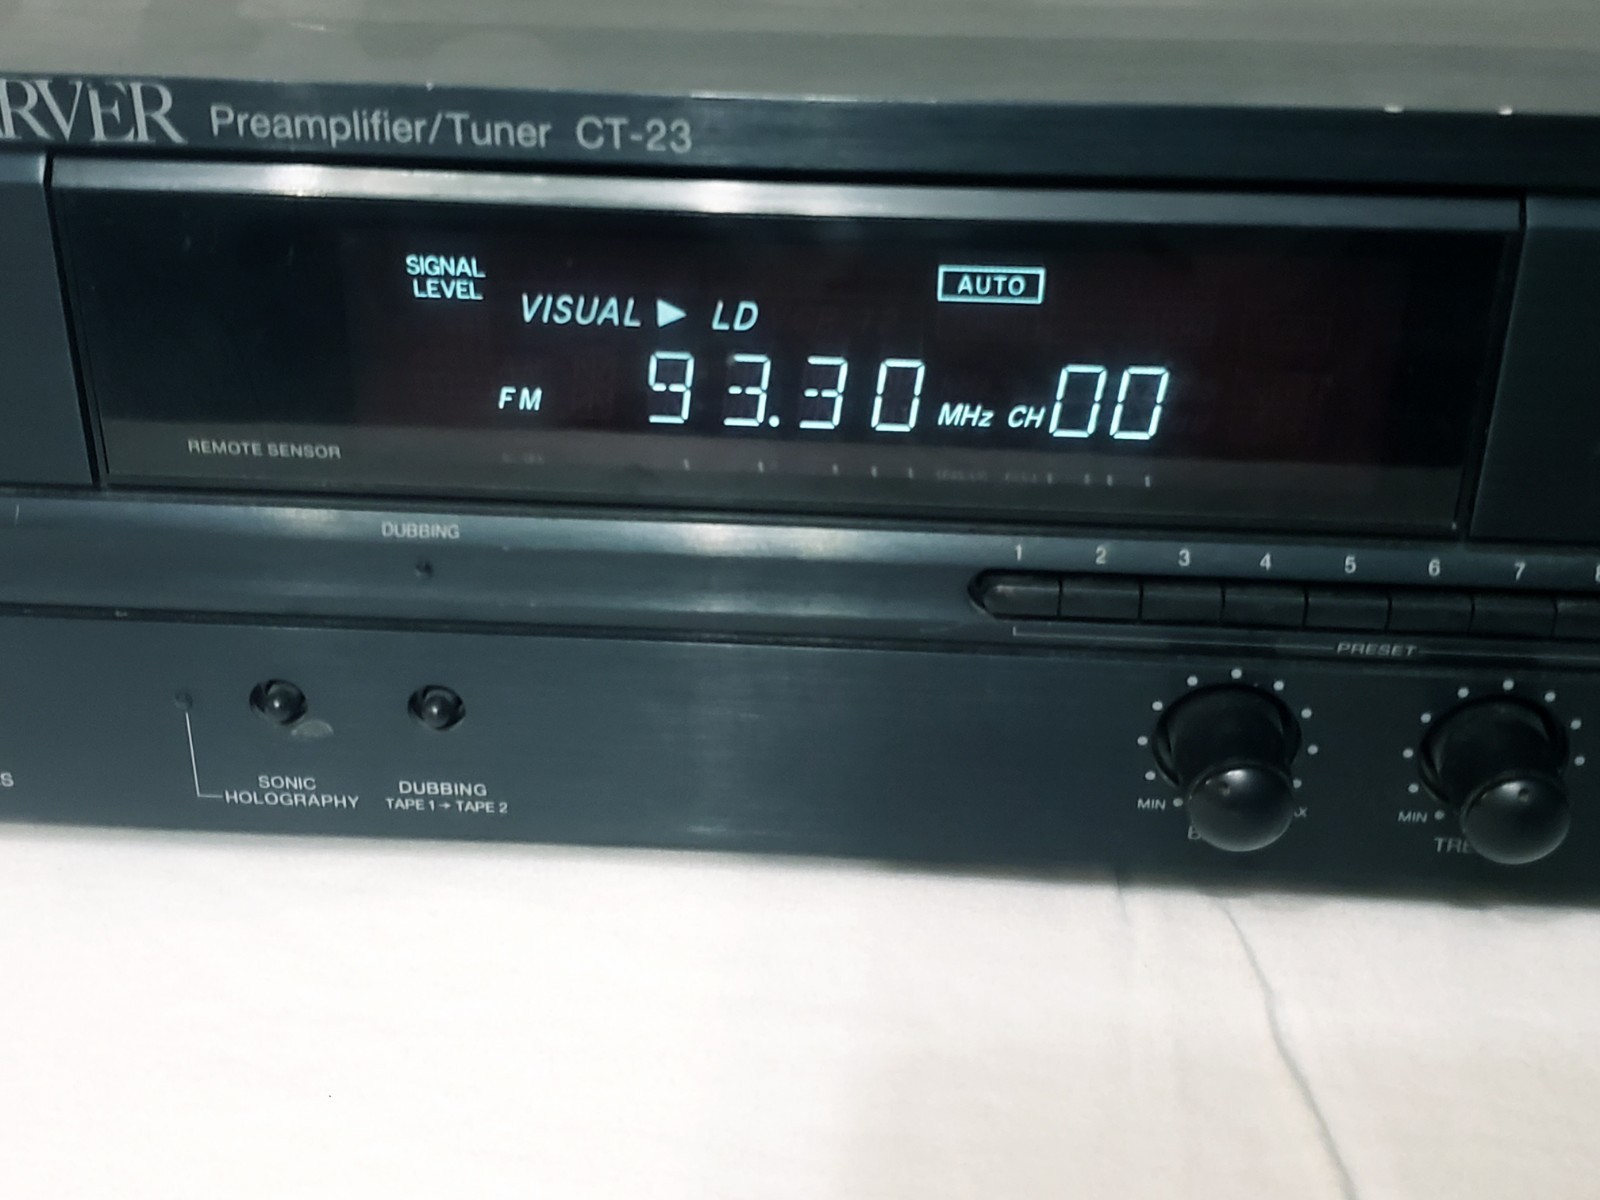 RVER Preamplifier/Tuner CT-23
SIGNAL
LEVEL
AUTO
VISUAL ▶ LD
FM 93.30 MHz CH 00
REMOTE SENSOR
DUBBING
1 2 3 4 5 6 7
PRESET
SONIC
HOLOGRAPHY
DUBBING
TAPE 1→TAPE 2
MIN
MIN